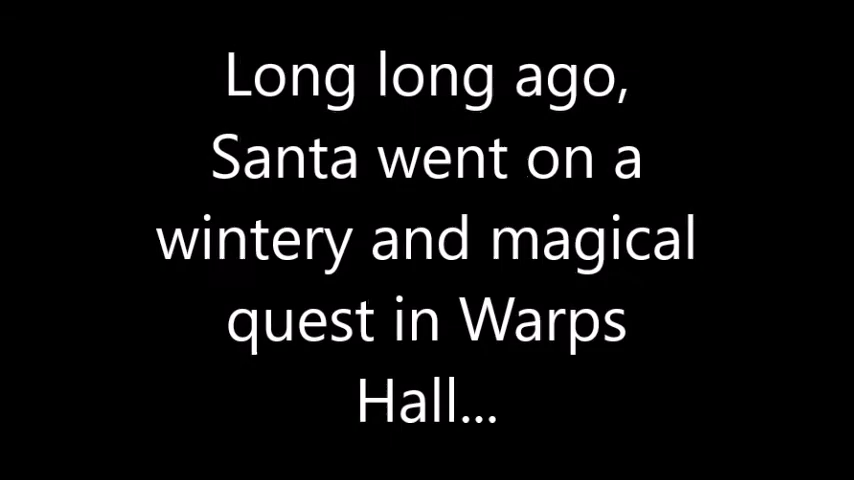 Long long ago,
Santa went on a
wintery and magical
quest in Warps
Hall...